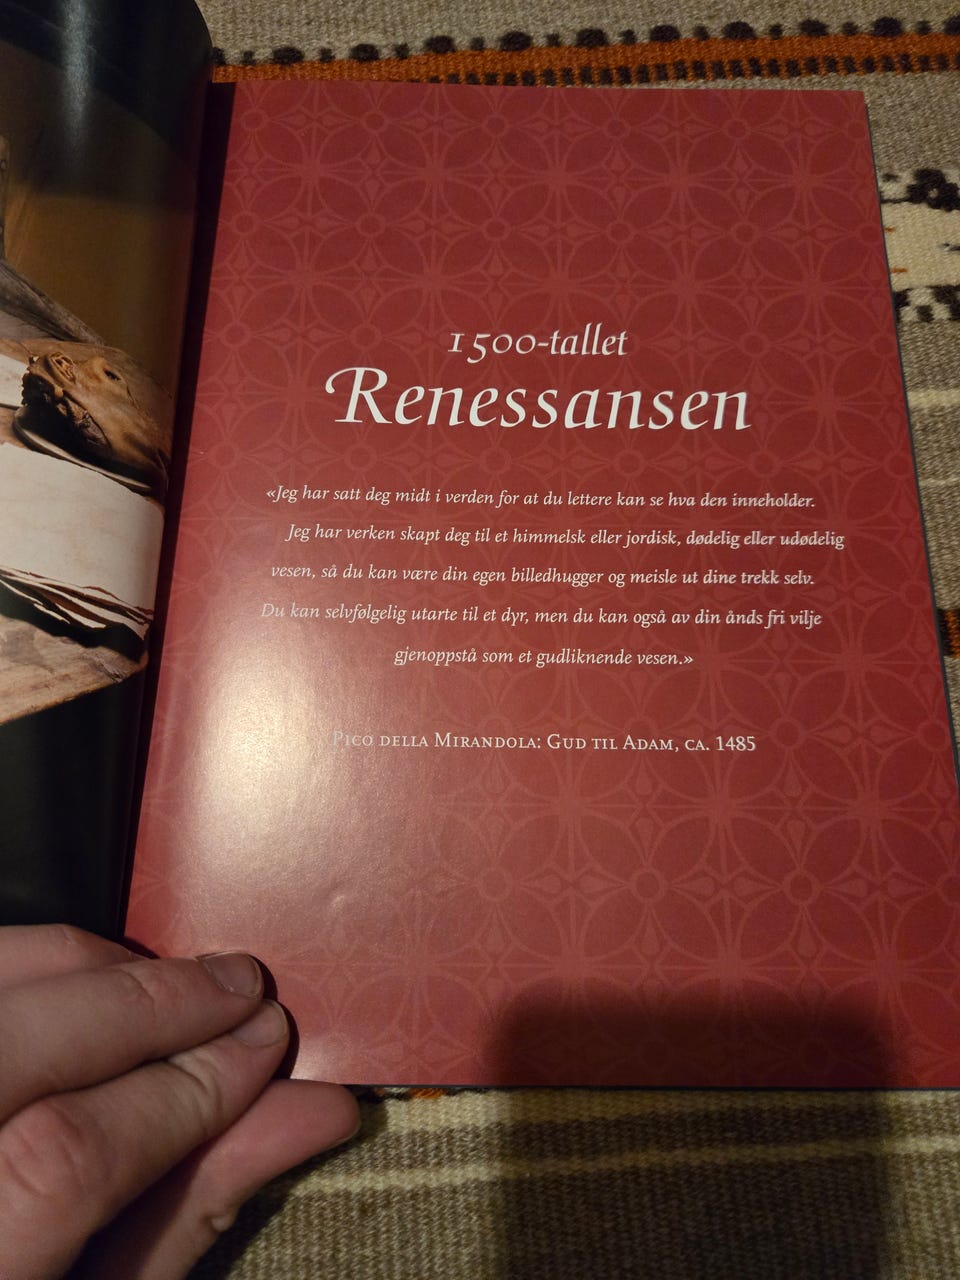 1500-tallet
Renessansen
«Jeg har satt deg midt i verden for at du lettere kan se hva den inneholder.
Jeg har verken skapt deg til et himmelsk eller jordisk, dødelig eller udødelig
vesen, så du kan være din egen billedhugger og meisle ut dine trekk selv.
Du kan selvfølgelig utarte til et dyr, men du kan også av din ånds fri vilje
gjenoppstå som et gudliknende vesen.»
Pico della Mirandola: Gud til Adam, ca. 1485